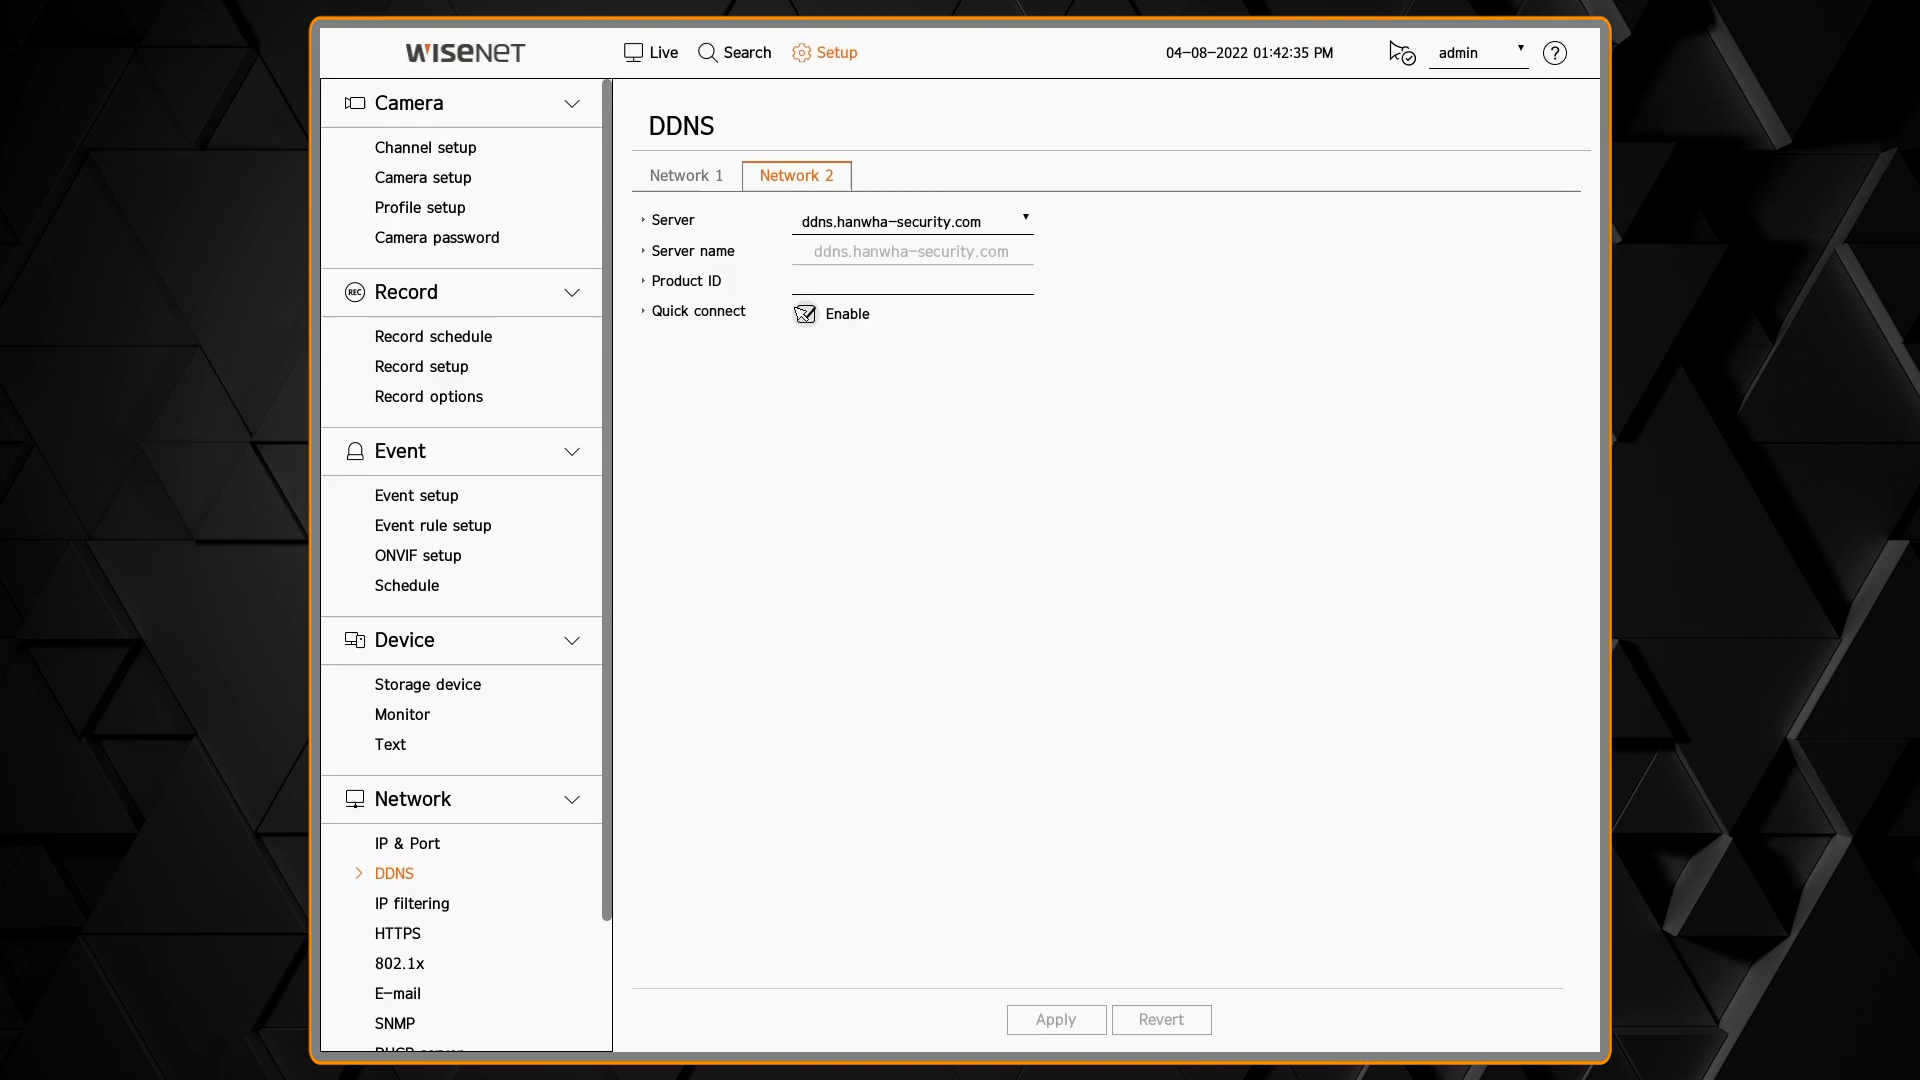 WISENET
Live
Search
Setup
04-08-2022 01:42:35 PM
admin
?
Camera
Channel setup
Camera setup
Profile setup
Camera password
REC
Record
Record schedule
Record setup
Record options
Event
Event setup
Event rule setup
ONVIF setup
Schedule
Device
Storage device
Monitor
Text
Network
IP & Port
DDNS
IP filtering
HTTPS
802.1x
E-mail
SNMP
DDNS
Network 1
Network 2
Server
ddns.hanwha-security.com
Server name
ddns.hanwha-security.com
Product ID
Quick connect
Enable
Apply
Revert